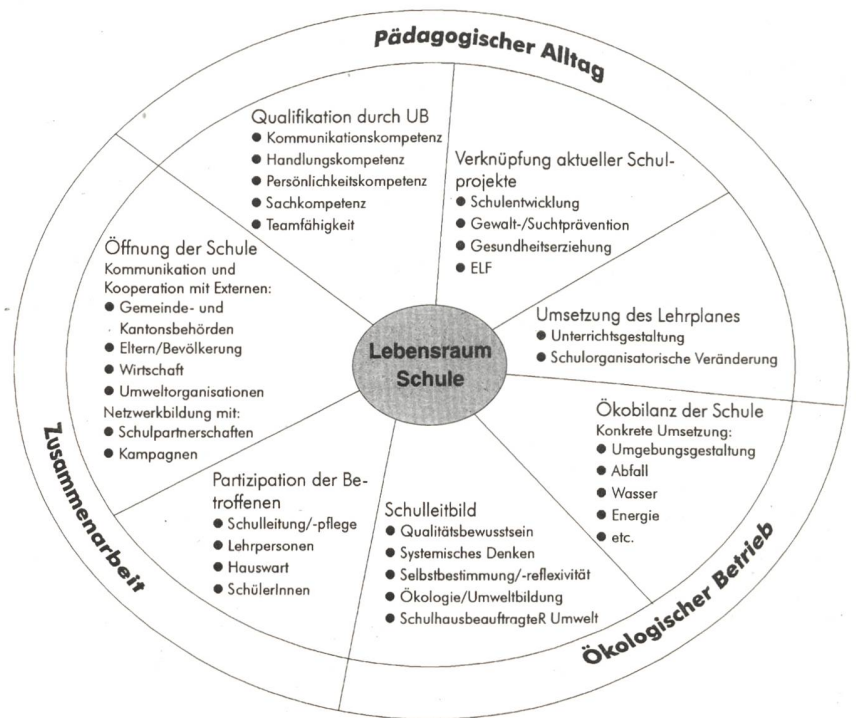 Pädagogischer Alltag
Qualifikation durch UB
● Kommunikationskompetenz
● Handlungskompetenz
● Persönlichkeitskompetenz
● Sachkompetenz
● Teamfähigkeit
Verknüpfung aktueller Schul-
projekte
● Schulentwicklung
● Gewalt-/Suchtprävention
● Gesundheitserziehung
● ELF
Öffnung der Schule
Kommunikation und
Kooperation mit Externen:
● Gemeinde- und
Kantonsbehörden
● Eltern/Bevölkerung
● Wirtschaft
● Umweltorganisationen
Netzwerkbildung mit:
● Schulpartnerschaften
● Kampagnen
Umsetzung des Lehrplanes
● Unterrichtsgestaltung
● Schulorganisatorische Veränderung
Lebensraum
Schule
Ökobilanz der Schule
Konkrete Umsetzung:
● Umgebungsgestaltung
● Abfall
● Wasser
● Energie
● etc.
Partizipation der Be-
troffenen
● Schulleitung/-pflege
● Lehrpersonen
● Hauswart
● SchülerInnen
Schulleitbild
● Qualitätsbewusstsein
● Systemisches Denken
● Selbstbestimmung/-reflexivität
● Ökologie/Umweltbildung
● SchulhausbeauftragteR Umwelt
Zusammenarbeit
Ökologischer Betrieb